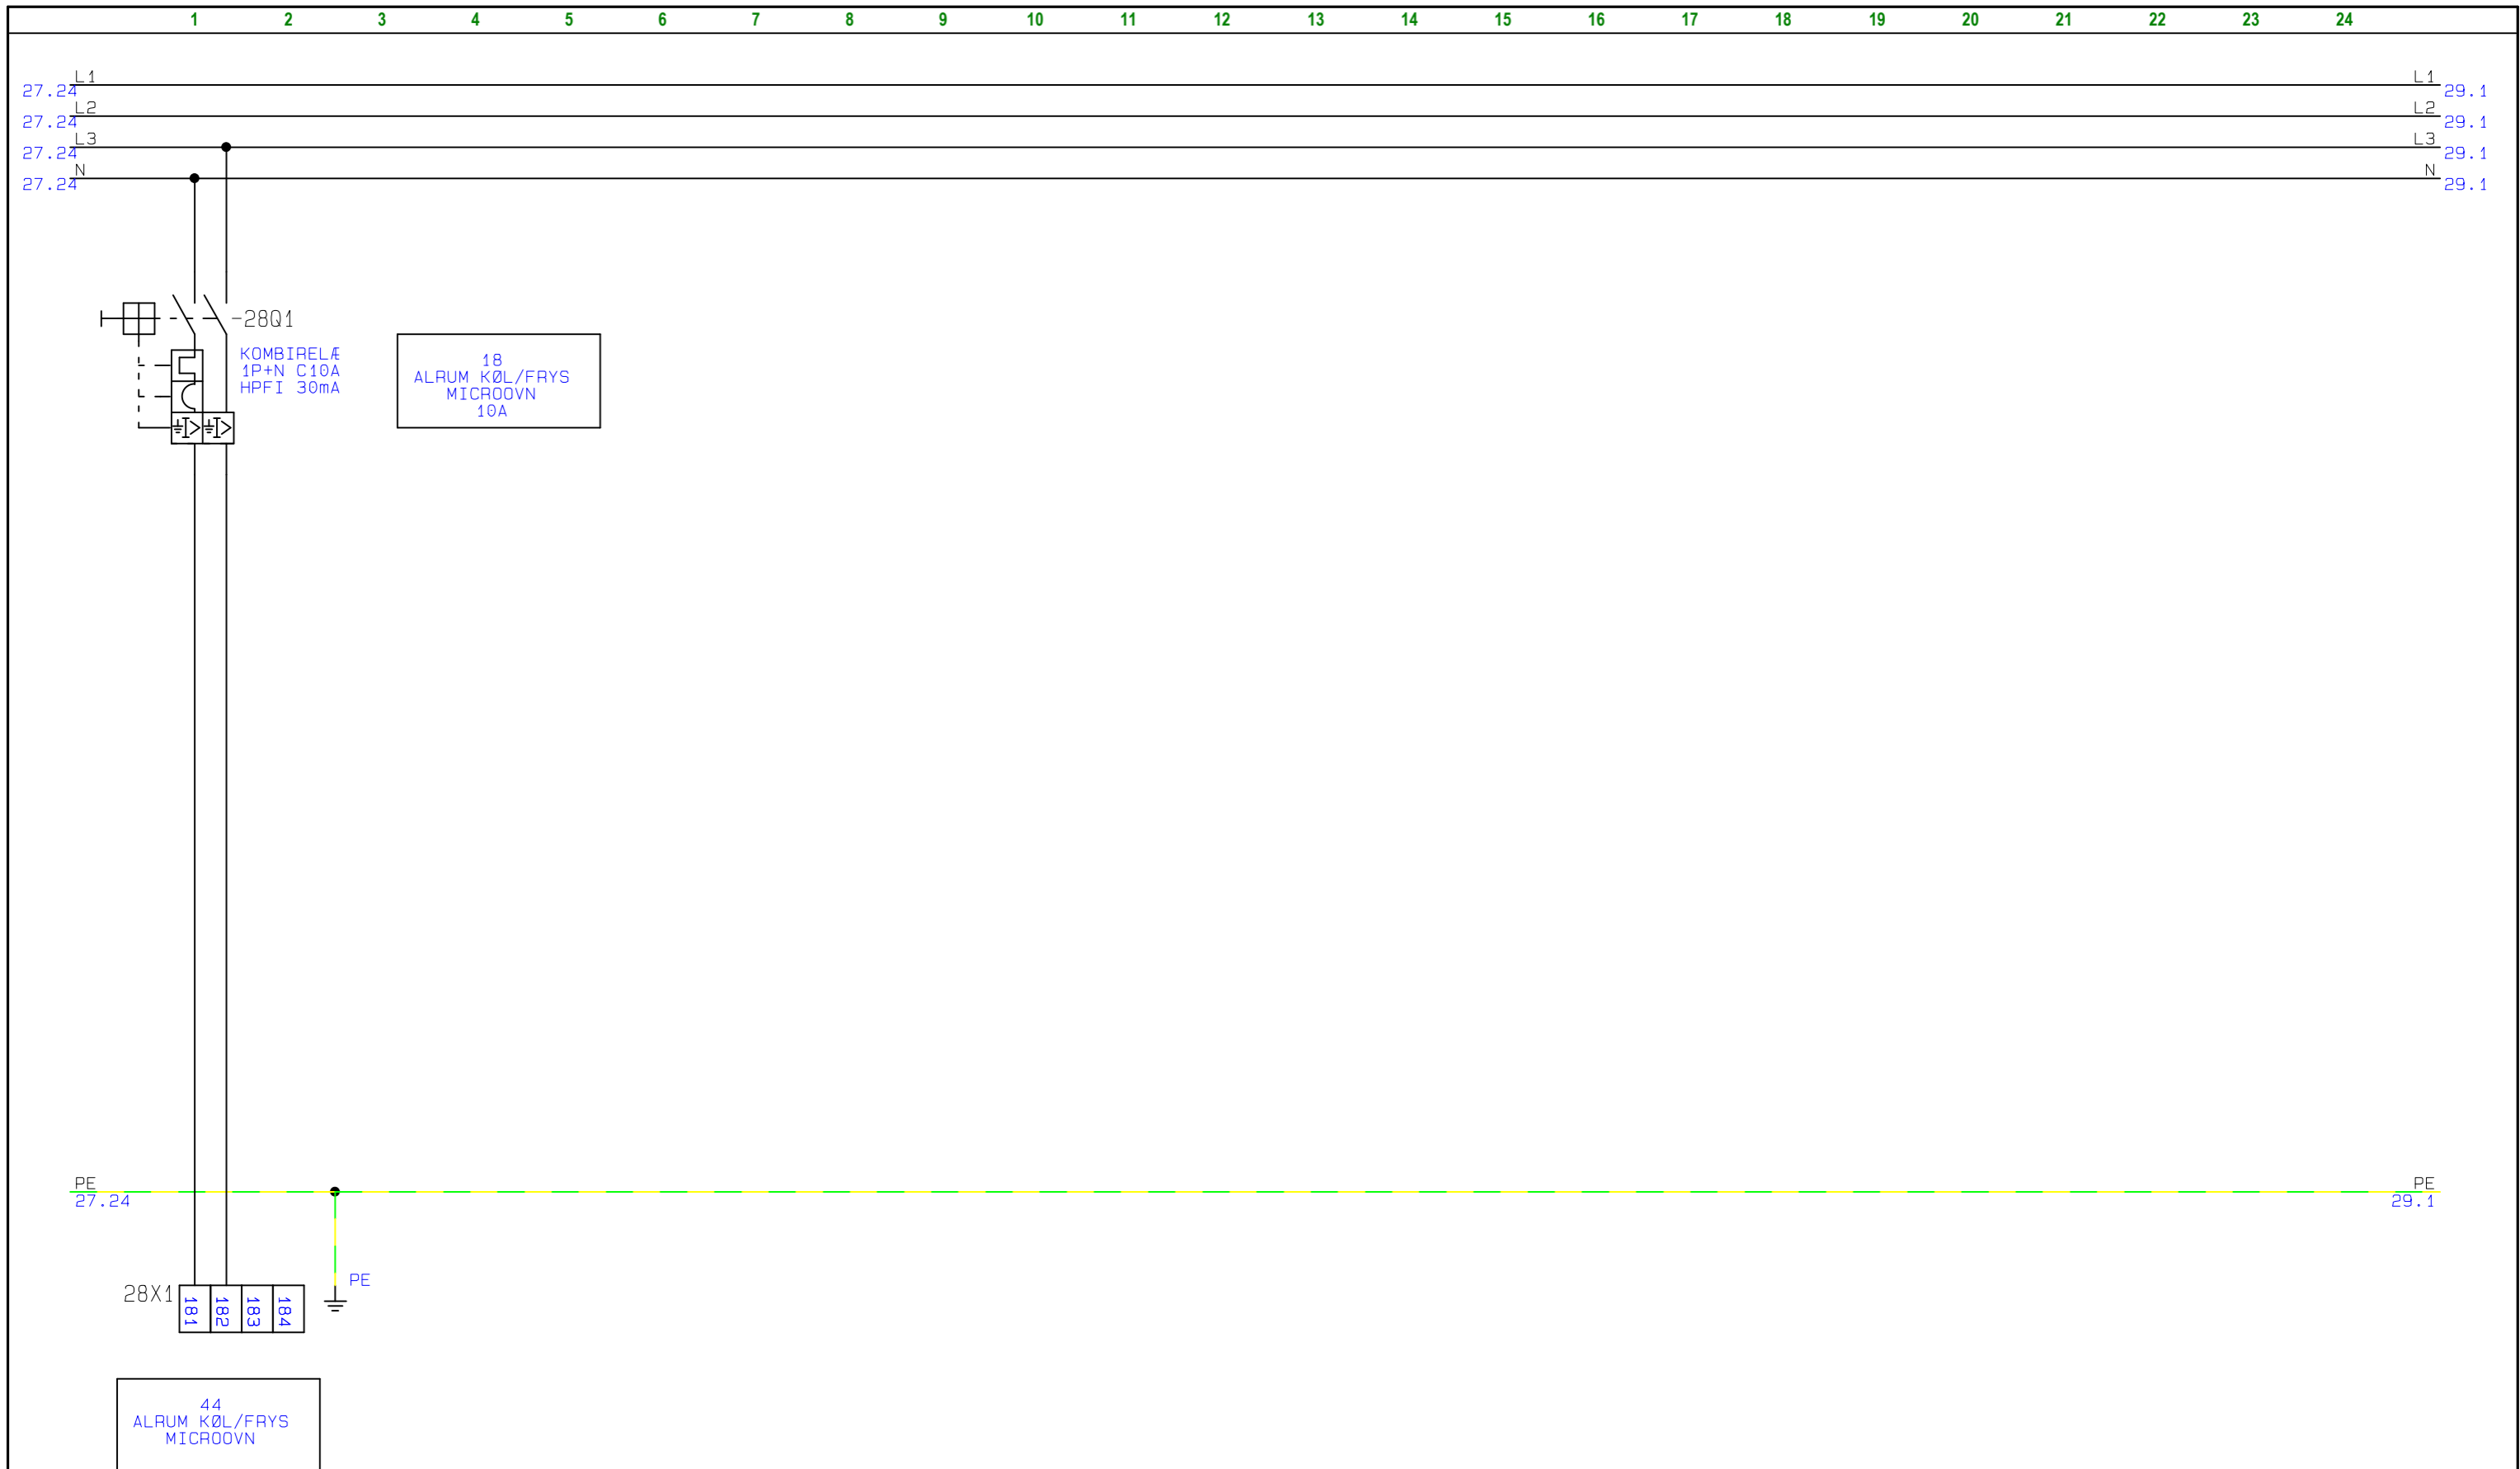 1 2 3 4 5 6 7 8 9 10 11 12 13 14 15 16 17 18 19 20 21 22 23 24
L1 L1
27.24 29.1
L2 L2
27.24 29.1
L3 L3
27.24 29.1
N N
27.24 29.1
-28Q1
KOMBIRELÆ
1P+N C10A
HPFI 30mA
18
ALRUM KØL/FRYS
MICROOVN
10A
PE PE
27.24 29.1
PE
28X1
181 182 183 184
44
ALRUM KØL/FRYS
MICROOVN